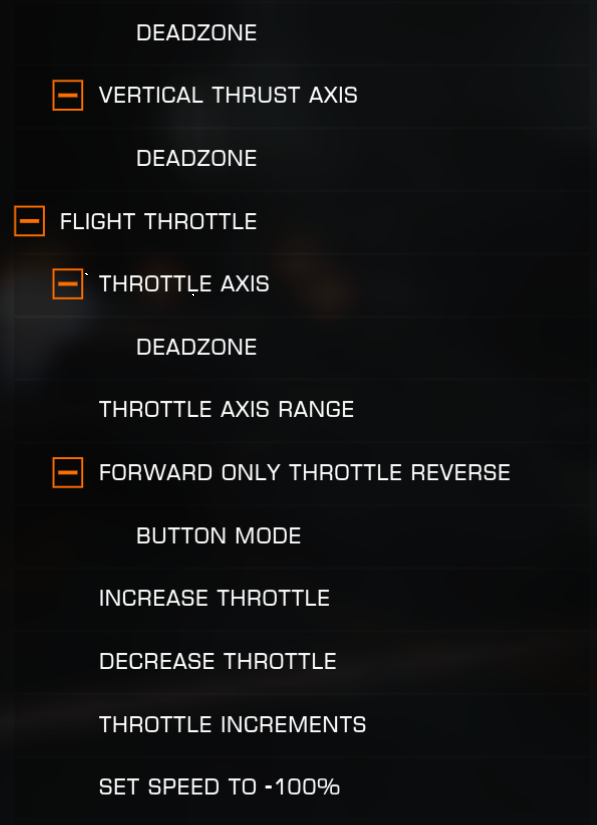 DEADZONE
VERTICAL THRUST AXIS
DEADZONE
FLIGHT THROTTLE
THROTTLE AXIS
DEADZONE
THROTTLE AXIS RANGE
FORWARD ONLY THROTTLE REVERSE
BUTTON MODE
INCREASE THROTTLE
DECREASE THROTTLE
THROTTLE INCREMENTS
SET SPEED TO -100%